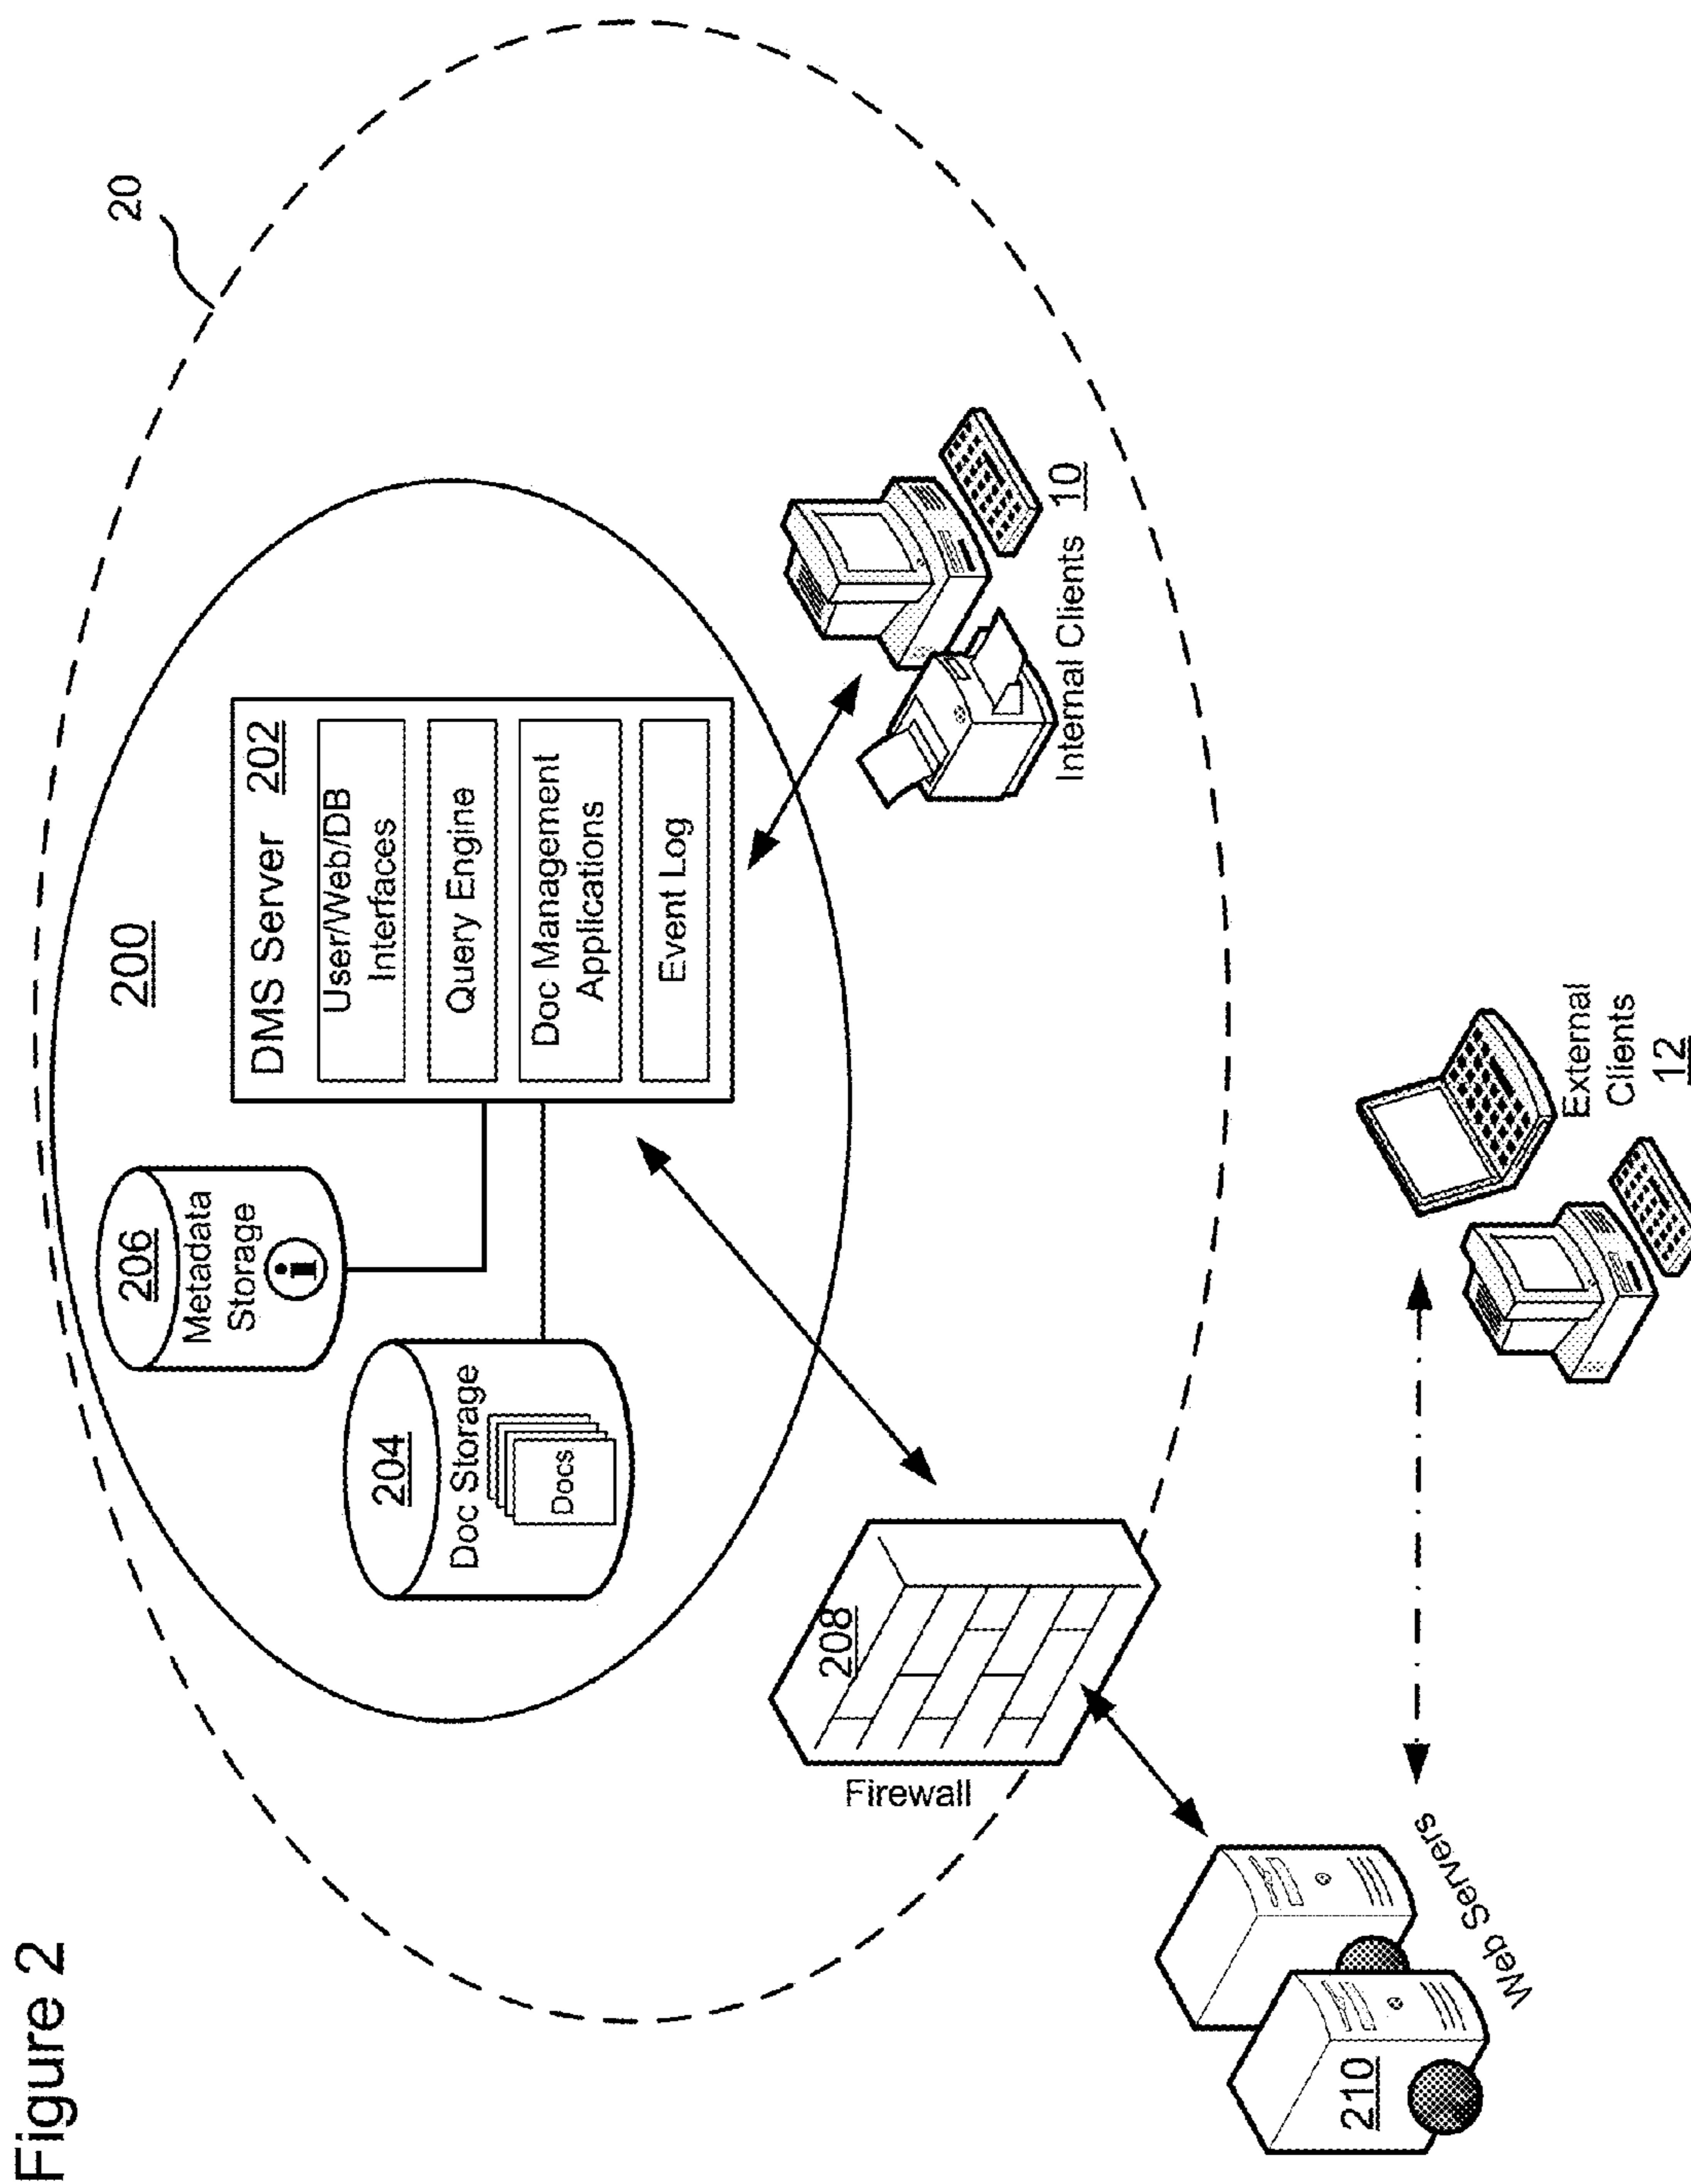 Figure 2
20
200
206
Metadata
Storage
i
204
Doc Storage
Docs
DMS Server 202
User/Web/DB
Interfaces
Query Engine
Doc Management
Applications
Event Log
208
Firewall
Internal Clients 10
210
Web Servers
External
Clients
12